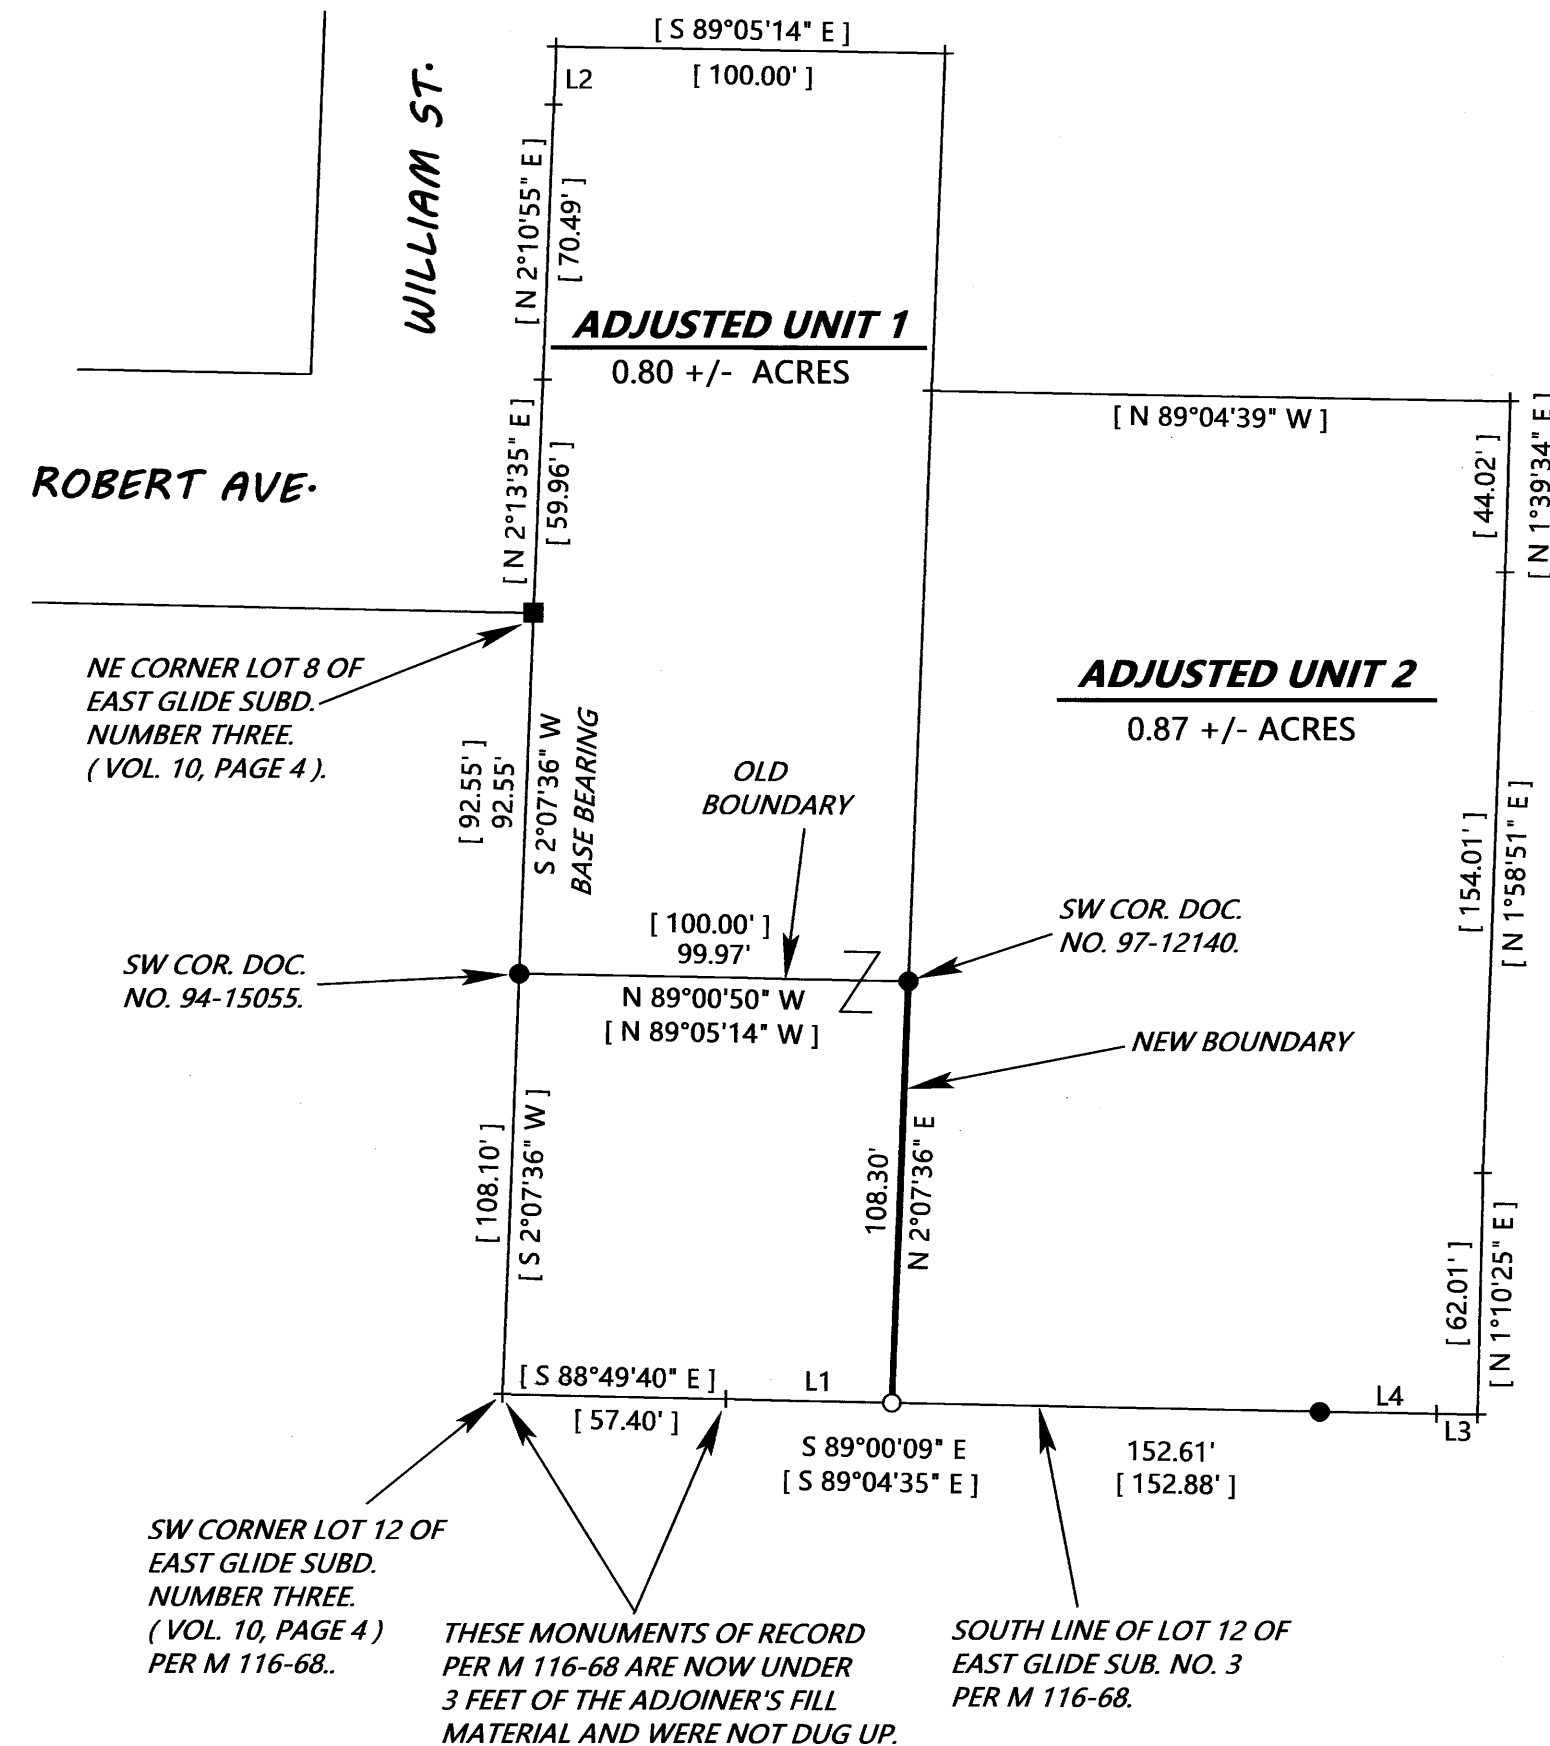 [ S 89°05'14" E ]
[ 100.00' ]
L2
WILLIAM ST.
[ N 2°10'55" E ]
[ 70.49' ]
ADJUSTED UNIT 1
0.80 +/- ACRES
[ N 89°04'39" W ]
[ 44.02' ]
[ N 1°39'34" E ]
[ N 2°13'35" E ]
[ 59.96' ]
ROBERT AVE.
NE CORNER LOT 8 OF
EAST GLIDE SUBD.
NUMBER THREE.
( VOL. 10, PAGE 4 ).
ADJUSTED UNIT 2
0.87 +/- ACRES
[ 92.55' ]
92.55'
S 2°07'36" W
BASE BEARING
OLD
BOUNDARY
[ 154.01' ]
[ N 1°58'51" E ]
[ 100.00' ]
99.97'
N 89°00'50" W
[ N 89°05'14" W ]
SW COR. DOC.
NO. 97-12140.
SW COR. DOC.
NO. 94-15055.
NEW BOUNDARY
[ 108.10' ]
[ S 2°07'36" W ]
108.30'
N 2°07'36" E
[ 62.01' ]
[ N 1°10'25" E ]
[ S 88°49'40" E ]
[ 57.40' ]
L1
L4
L3
S 89°00'09" E
[ S 89°04'35" E ]
152.61'
[ 152.88' ]
SW CORNER LOT 12 OF
EAST GLIDE SUBD.
NUMBER THREE.
( VOL. 10, PAGE 4 )
PER M 116-68..
THESE MONUMENTS OF RECORD
PER M 116-68 ARE NOW UNDER
3 FEET OF THE ADJOINER'S FILL
MATERIAL AND WERE NOT DUG UP.
SOUTH LINE OF LOT 12 OF
EAST GLIDE SUB. NO. 3
PER M 116-68.